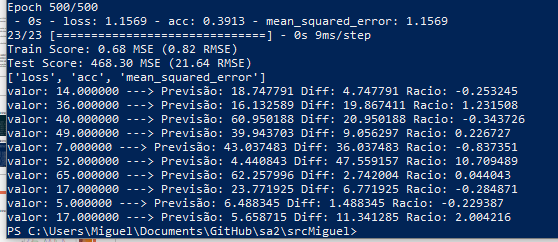 Epoch 500/500
 - 0s - loss: 1.1569 - acc: 0.3913 - mean_squared_error: 1.1569
23/23 [==============================] - 0s 9ms/step
Train Score: 0.68 MSE (0.82 RMSE)
Test Score: 468.30 MSE (21.64 RMSE)
['loss', 'acc', 'mean_squared_error']
valor: 14.000000 ---> Previsão: 18.747791 Diff: 4.747791 Racio: -0.253245
valor: 36.000000 ---> Previsão: 16.132589 Diff: 19.867411 Racio: 1.231508
valor: 40.000000 ---> Previsão: 60.950188 Diff: 20.950188 Racio: -0.343726
valor: 49.000000 ---> Previsão: 39.943703 Diff: 9.056297 Racio: 0.226727
valor: 7.000000 ---> Previsão: 43.037483 Diff: 36.037483 Racio: -0.837351
valor: 52.000000 ---> Previsão: 4.440843 Diff: 47.559157 Racio: 10.709489
valor: 65.000000 ---> Previsão: 62.257996 Diff: 2.742004 Racio: 0.044043
valor: 17.000000 ---> Previsão: 23.771925 Diff: 6.771925 Racio: -0.284871
valor: 5.000000 ---> Previsão: 6.488345 Diff: 1.488345 Racio: -0.229387
valor: 17.000000 ---> Previsão: 5.658715 Diff: 11.341285 Racio: 2.004216
PS C:\Users\Miguel\Documents\GitHub\sa2\srcMiguel>